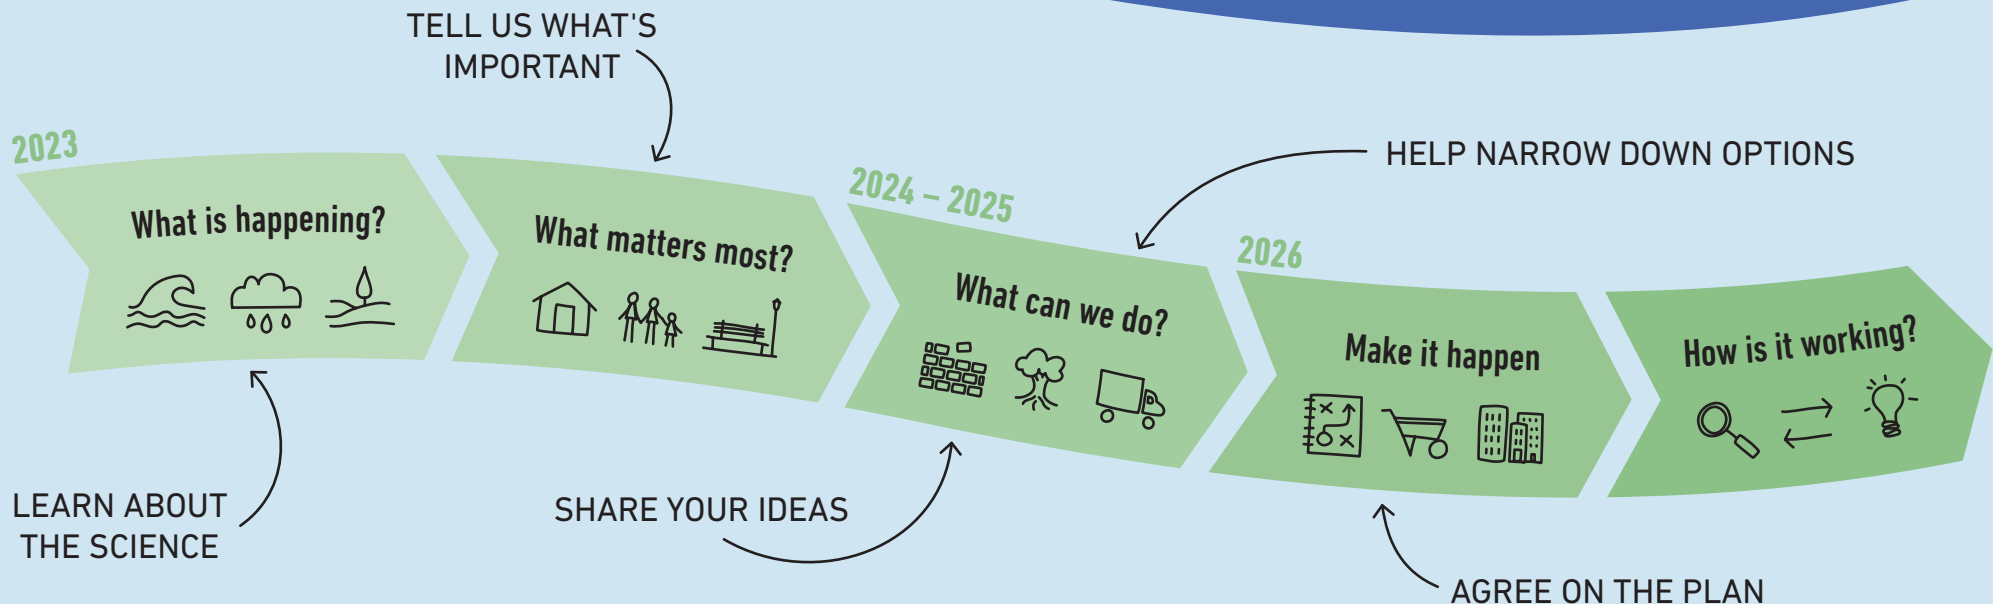 TELL US WHAT'S
IMPORTANT
2023
What is happening?
What matters most?
2024 – 2025
HELP NARROW DOWN OPTIONS
What can we do?
2026
Make it happen
How is it working?
LEARN ABOUT
THE SCIENCE
SHARE YOUR IDEAS
AGREE ON THE PLAN